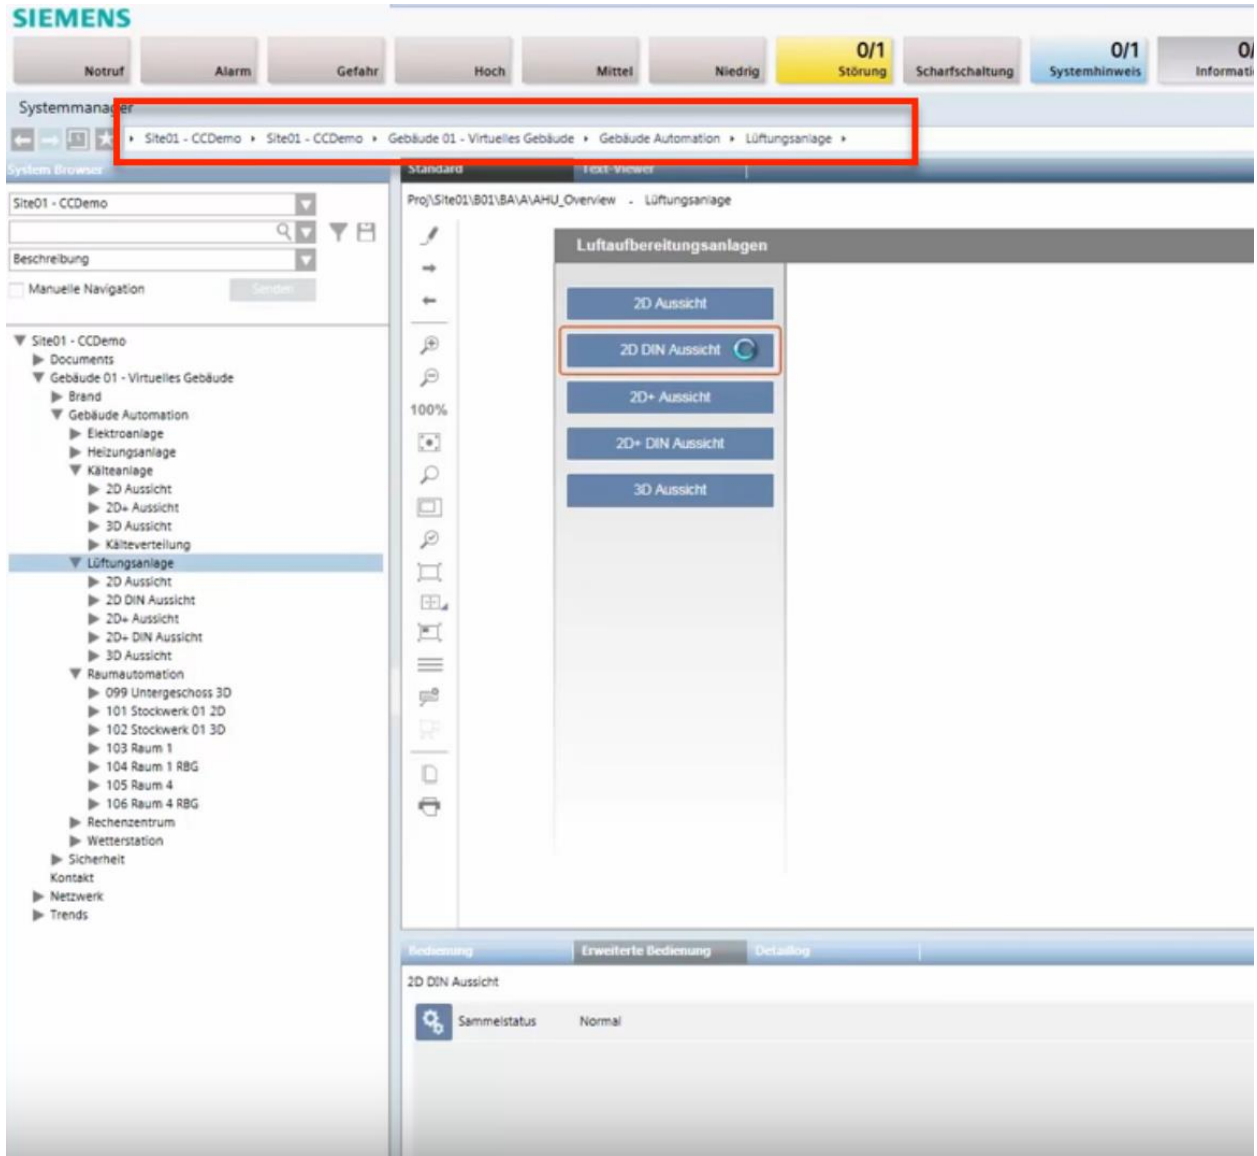 SIEMENS
Notruf
Alarm
Gefahr
Hoch
Mittel
Niedrig
0/1
Störung
Scharfschaltung
0/1
Systemhinweis
0/
Informati
Systemmanager
Site01 - CCDemo Site01 - CCDemo Gebäude 01 - Virtuelles Gebäude Gebäude Automation Lüftungsanlage
System Browser
Site01 - CCDemo
Beschreibung
Manuelle Navigation
Senden
Site01 - CCDemo
Documents
Gebäude 01 - Virtuelles Gebäude
Brand
Gebäude Automation
Elektroanlage
Heizungsanlage
Kälteanlage
2D Aussicht
2D+ Aussicht
3D Aussicht
Kälteverteilung
Lüftungsanlage
2D Aussicht
2D DIN Aussicht
2D+ Aussicht
2D+ DIN Aussicht
3D Aussicht
Raumautomation
099 Untergeschoss 3D
101 Stockwerk 01 2D
102 Stockwerk 01 3D
103 Raum 1
104 Raum 1 RBG
105 Raum 4
106 Raum 4 RBG
Rechenzentrum
Wetterstation
Sicherheit
Kontakt
Netzwerk
Trends
Standard
Text-Viewer
Proj\Site01\B01\BA\A\AHU_Overview - Lüftungsanlage
100%
Luftaufbereitungsanlagen
2D Aussicht
2D DIN Aussicht
2D+ Aussicht
2D+ DIN Aussicht
3D Aussicht
Bedienung
Erweiterte Bedienung
Detaillog
2D DIN Aussicht
Sammelstatus Normal